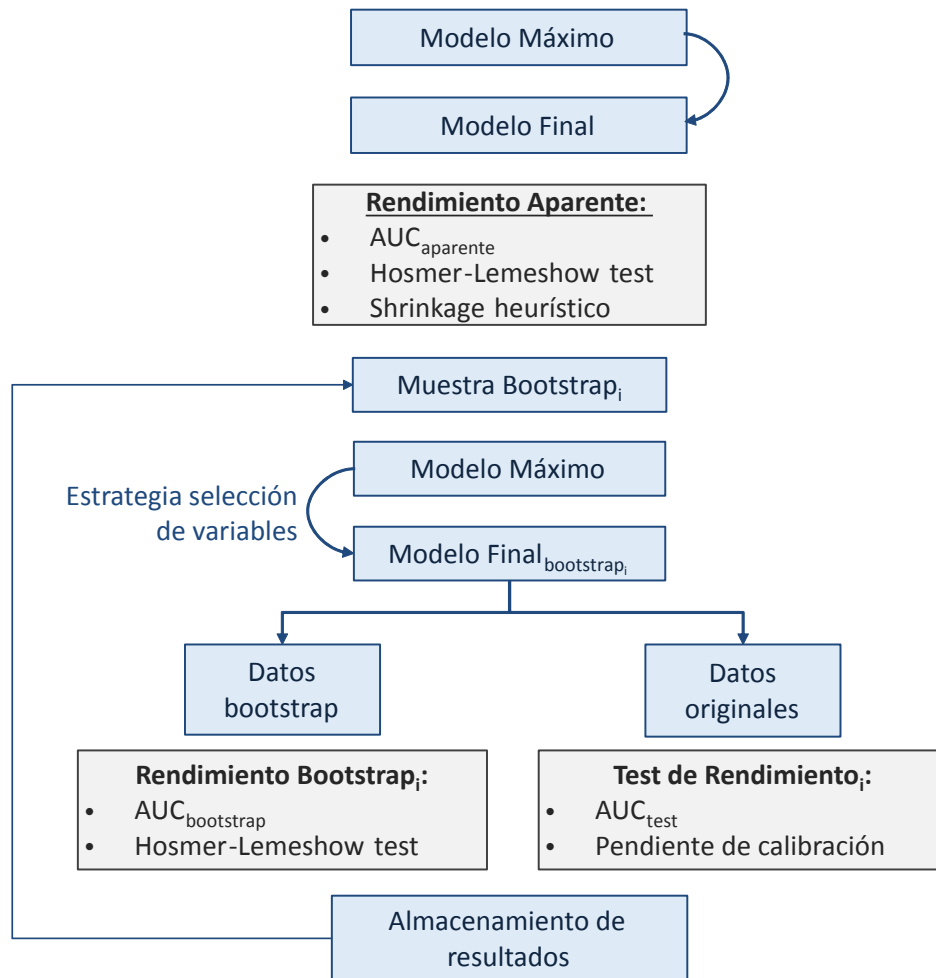 Modelo Máximo
Modelo Final
Rendimiento Aparente:
• AUCaparente
• Hosmer-Lemeshow test
• Shrinkage heurístico
Muestra Bootstrapi
Modelo Máximo
Estrategia selección
de variables
Modelo Finalbootstrapi
Datos
bootstrap
Datos
originales
Rendimiento Bootstrapi:
• AUCbootstrap
• Hosmer-Lemeshow test
Test de Rendimientoi:
• AUCtest
• Pendiente de calibración
Almacenamiento de
resultados